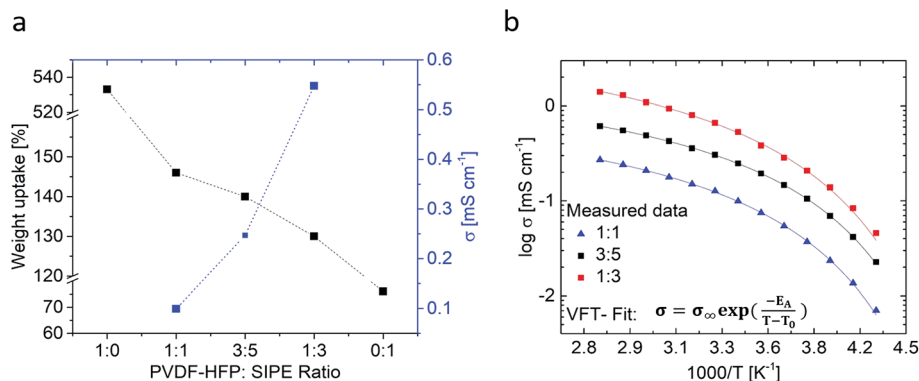 a
b
540
520
150
140
130
120
70
60
Weight uptake [%]
1:0
1:1
3:5
1:3
0:1
PVDF-HFP: SIPE Ratio
0.6
0.5
0.4
0.3
0.2
0.1
σ [mS cm⁻¹]
0
-1
-2
log σ [mS cm⁻¹]
Measured data
1:1
3:5
1:3
VFT- Fit: σ = σ∞ exp(−E_A/T−T₀)
2.8 2.9 3.1 3.3 3.6 3.8 4.2 4.5
1000/T [K⁻¹]